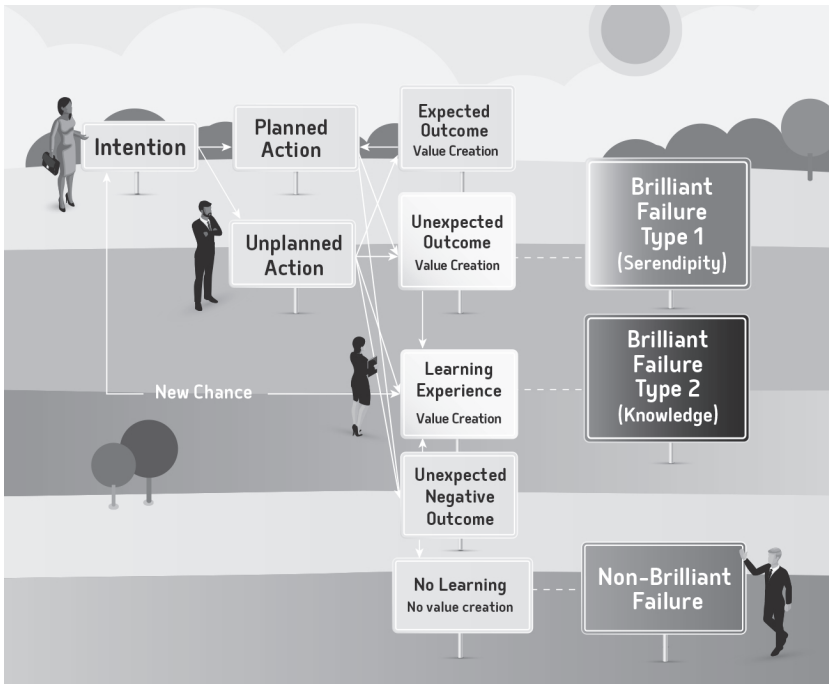 Intention
Planned
Action
Expected
Outcome
Value Creation
Unplanned
Action
Unexpected
Outcome
Value Creation
Brilliant
Failure
Type 1
(Serendipity)
New Chance
Learning
Experience
Value Creation
Brilliant
Failure
Type 2
(Knowledge)
Unexpected
Negative
Outcome
No Learning
No value creation
Non-Brilliant
Failure